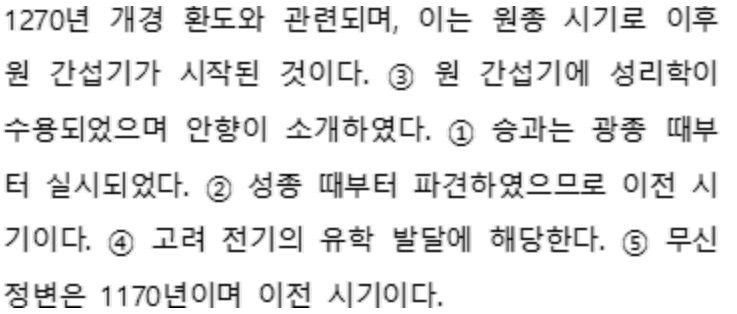 1270년 개경 환도와 관련되며, 이는 원종 시기로 이후
원 간섭기가 시작된 것이다. ③ 원 간섭기에 성리학이
수용되었으며 안향이 소개하였다. ① 승과는 광종 때부
터 실시되었다. ② 성종 때부터 파견하였으므로 이전 시
기이다. ④ 고려 전기의 유학 발달에 해당한다. ⑤ 무신
정변은 1170년이며 이전 시기이다.